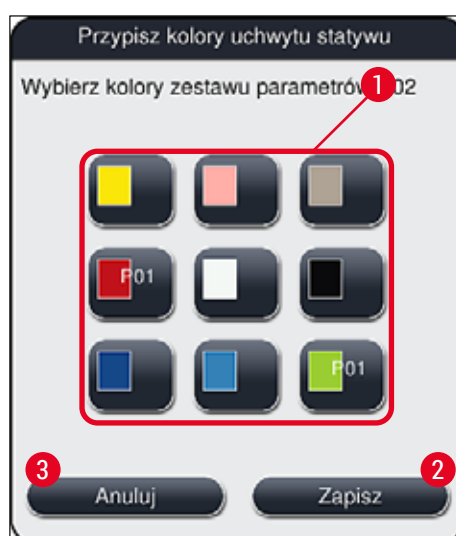 Przypisz kolory uchwytu statywu
Wybierz kolory zestawu parametrów 02
1
P01
P01
3
2
Anuluj
Zapisz